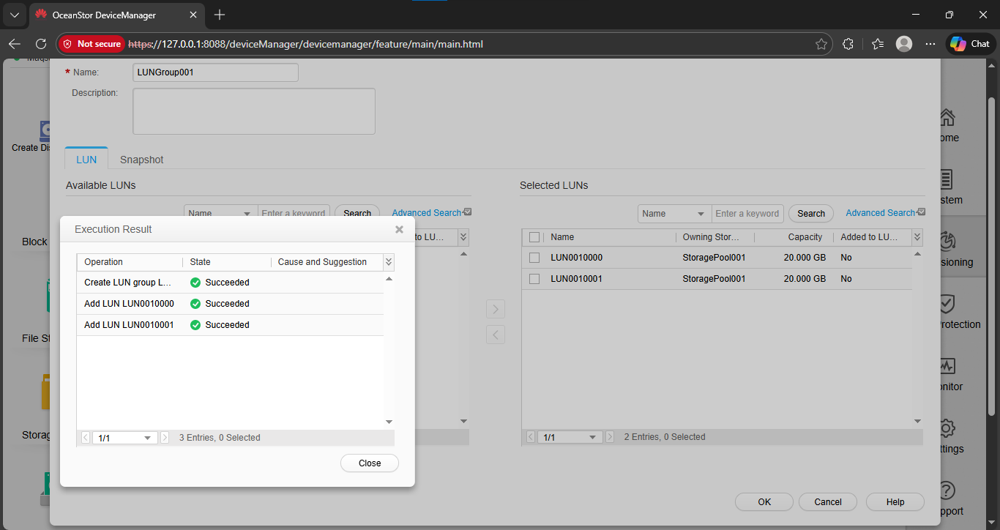 OceanStor DeviceManager
Not secure https://127.0.0.1:8088/deviceManager/devicemanager/feature/main/main.html
Chat
* Name: LUNGroup001
Description:
Create Di
LUN Snapshot
Available LUNs
Selected LUNs
Name Enter a keyword Search Advanced Search
Name Enter a keyword Search Advanced Search
Execution Result
to LU...
Operation State Cause and Suggestion
Create LUN group L... Succeeded
Add LUN LUN0010000 Succeeded
Add LUN LUN0010001 Succeeded
1/1 3 Entries, 0 Selected
Close
Name Owning Stor... Capacity Added to LU...
LUN0010000 StoragePool001 20.000 GB No
LUN0010001 StoragePool001 20.000 GB No
1/1 2 Entries, 0 Selected
OK Cancel Help
Block
File St
Storag
ome
stem
sioning
rotection
nitor
ttings
pport